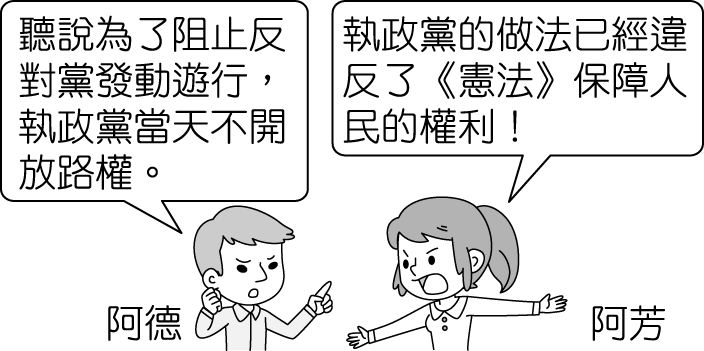 聽說為了阻止反
對黨發動遊行，
執政黨當天不開
放路權。
執政黨的做法已經違
反了《憲法》保障人
民的權利！
阿德
阿芳